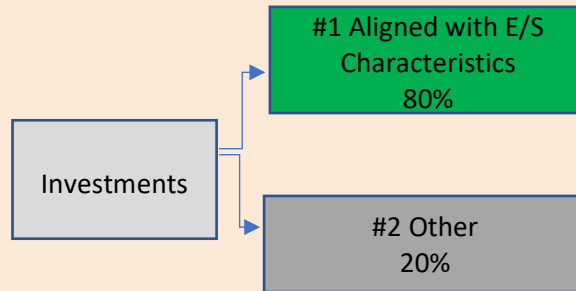 #1 Aligned with E/S
Characteristics
80%
Investments
#2 Other
20%